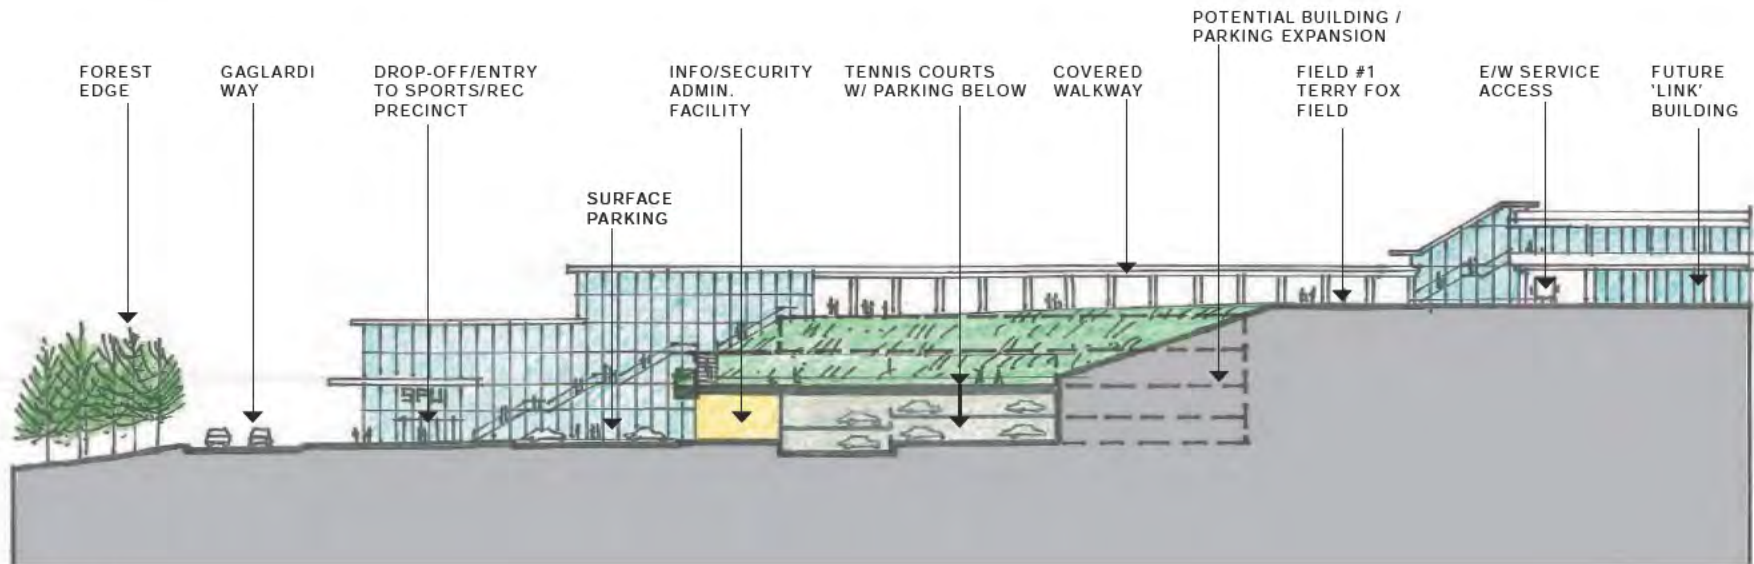 POTENTIAL BUILDING /
PARKING EXPANSION
FOREST
EDGE
GAGLARDI
WAY
DROP-OFF/ENTRY
TO SPORTS/REC
PRECINCT
INFO/SECURITY
ADMIN.
FACILITY
TENNIS COURTS
W/ PARKING BELOW
COVERED
WALKWAY
FIELD #1
TERRY FOX
FIELD
E/W SERVICE
ACCESS
FUTURE
'LINK'
BUILDING
SURFACE
PARKING